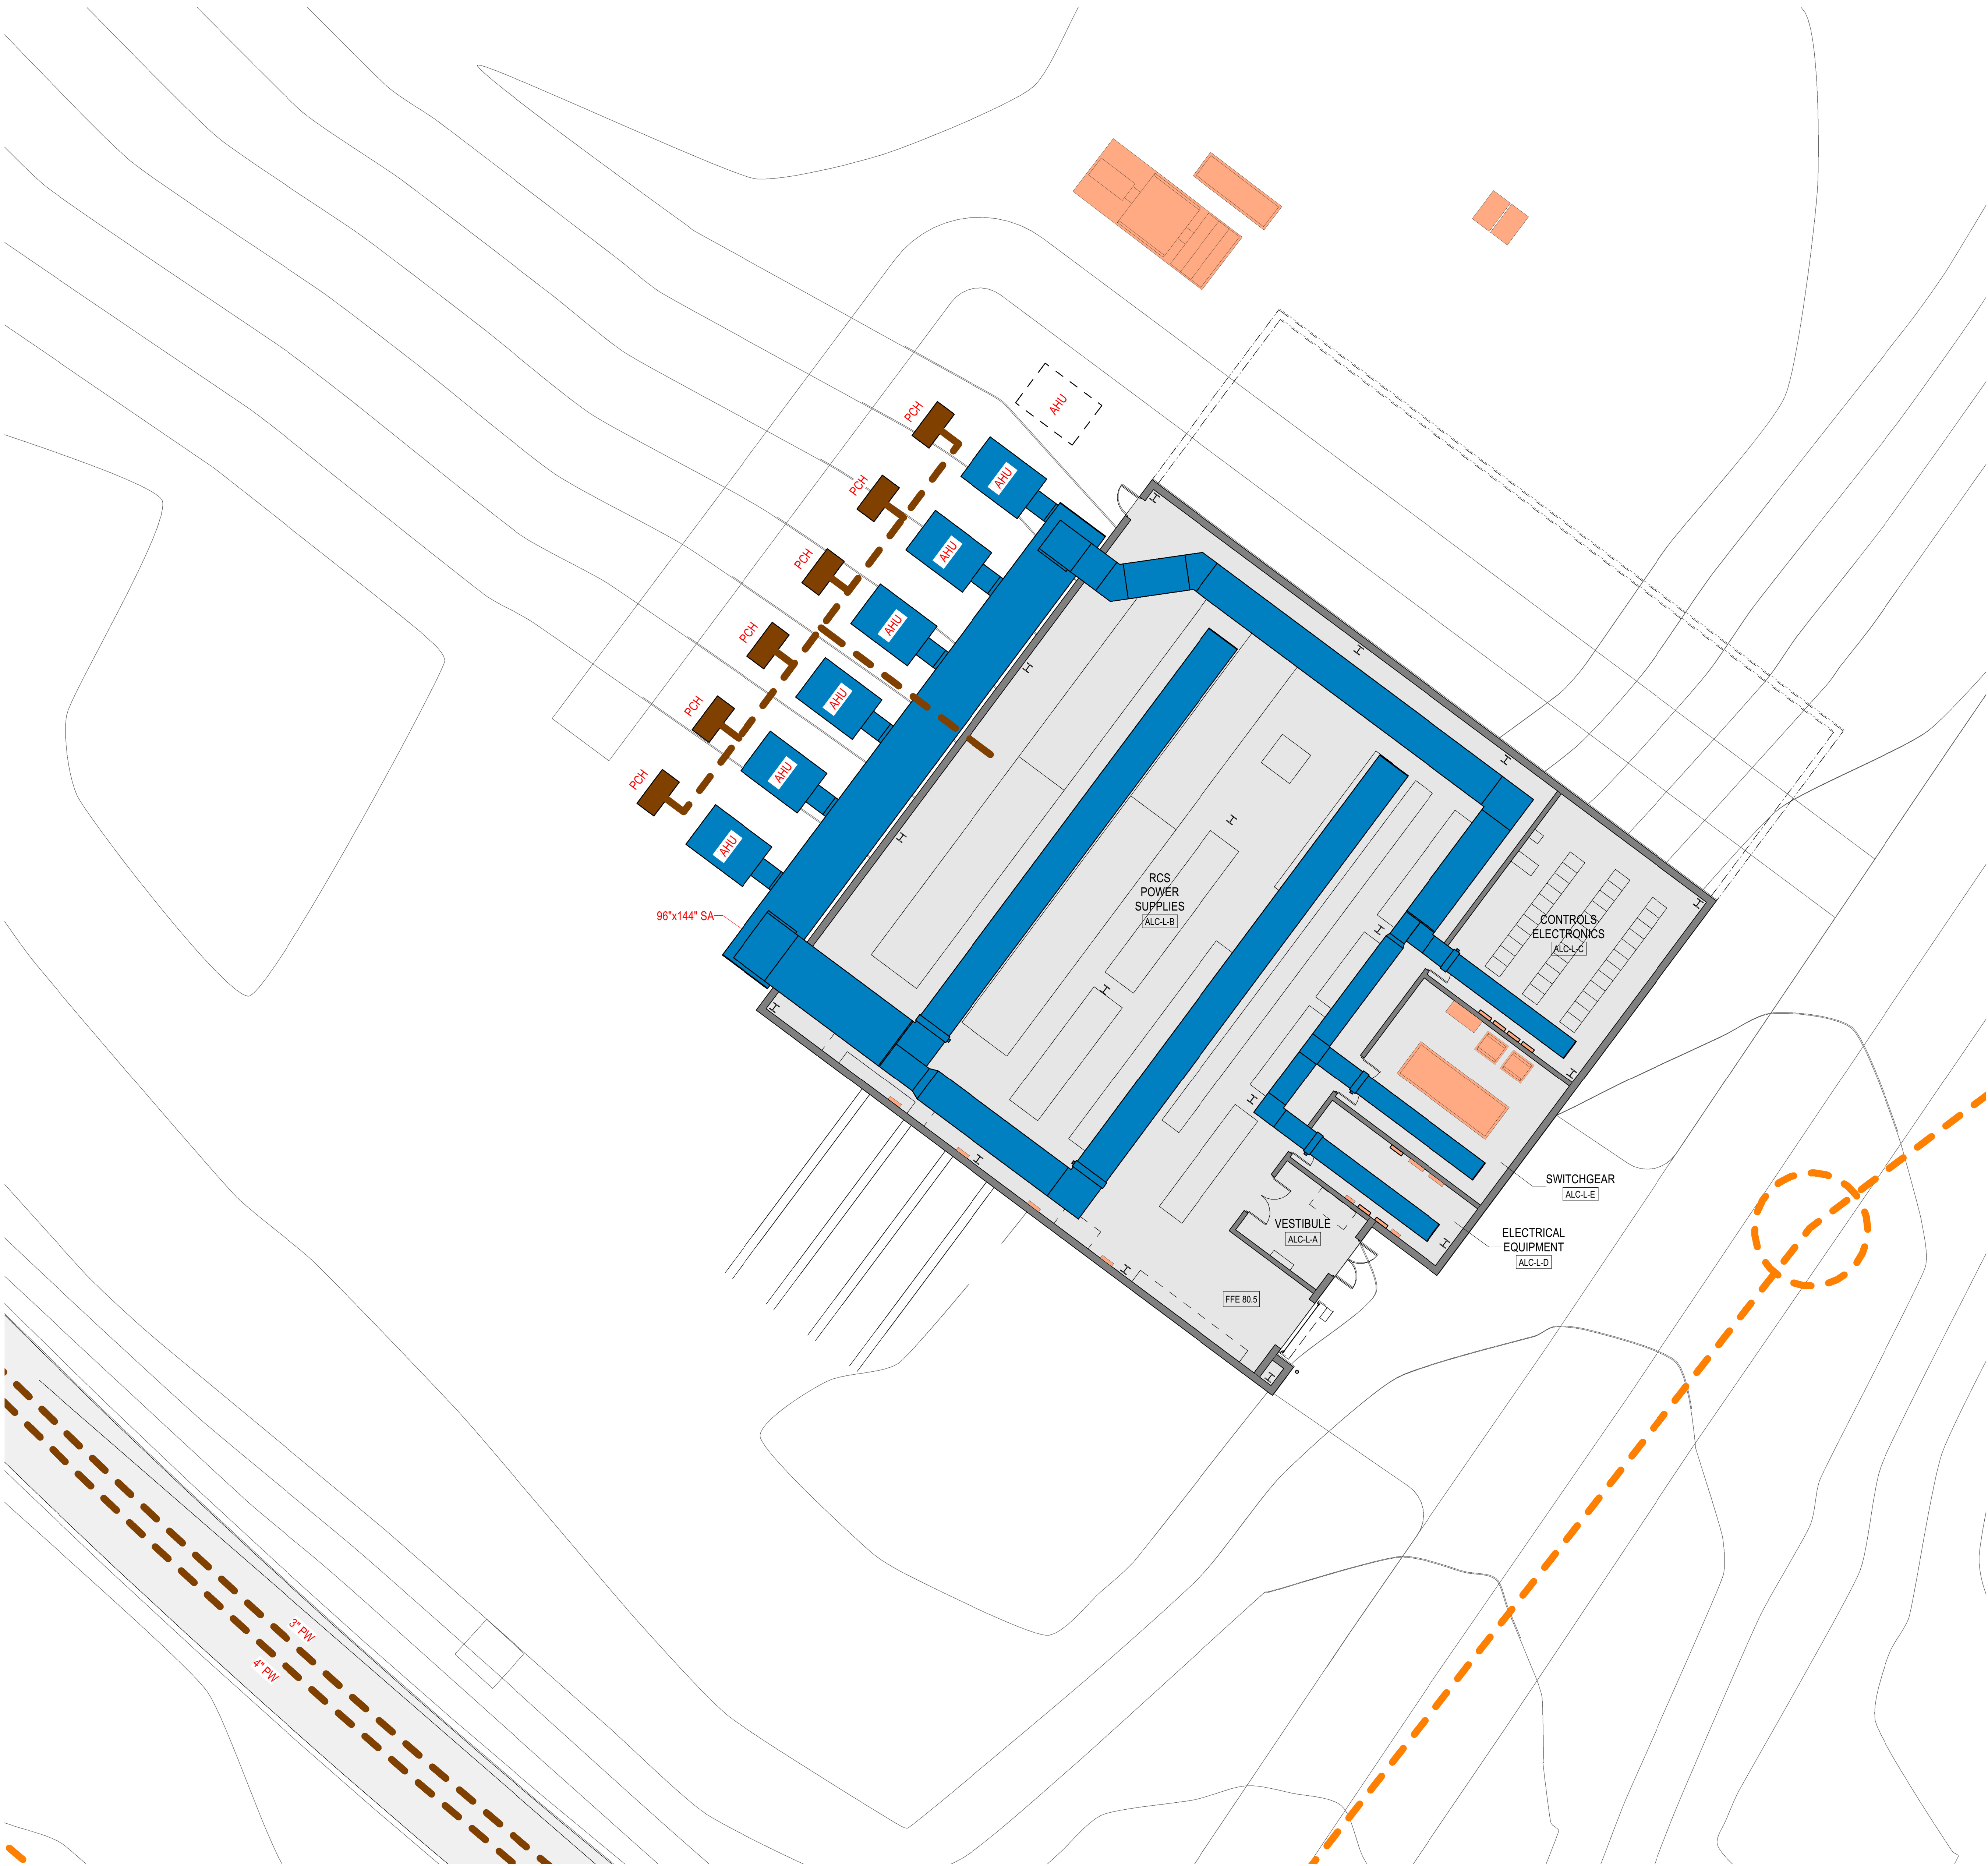 AHU
PCH
AHU
PCH
AHU
PCH
AHU
PCH
AHU
PCH
AHU
PCH
AHU
96"x144" SA
RCS
POWER
SUPPLIES
ALC-L-B
CONTROLS
ELECTRONICS
ALC-L-C
SWITCHGEAR
ALC-L-E
VESTIBULE
ALC-L-A
ELECTRICAL
EQUIPMENT
ALC-L-D
FFE 80.5
3" PW
4" PW